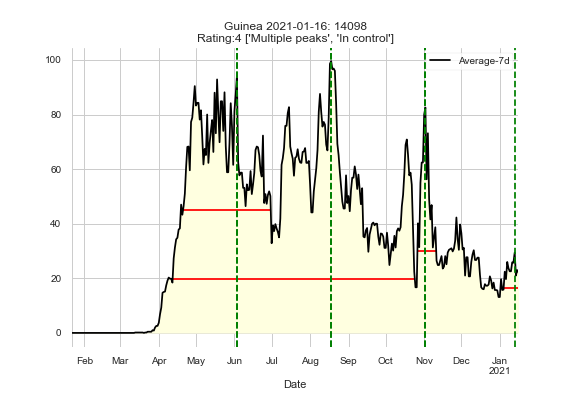 Guinea 2021-01-16: 14098
Rating:4 ['Multiple peaks', 'In control']
Average-7d
100
80
60
40
20
0
Feb Mar Apr May Jun Jul Aug Sep Oct Nov Dec Jan
2021
Date